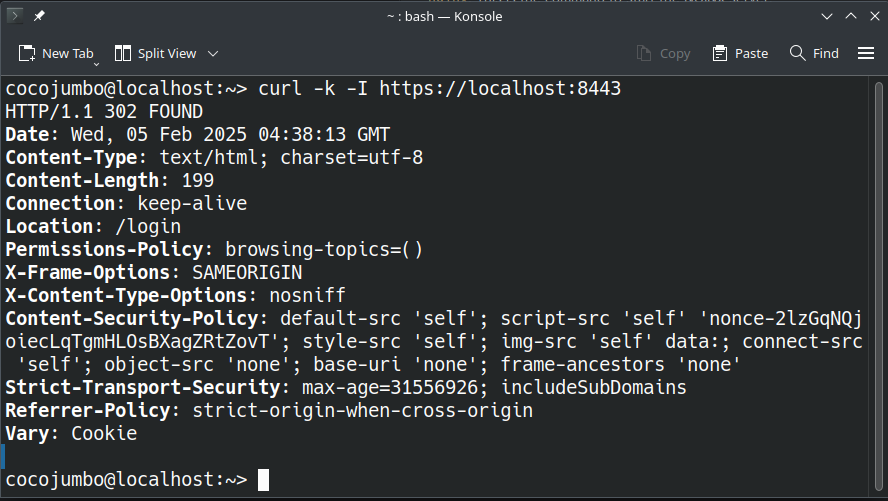 ~ : bash — Konsole
New Tab
Split View
Copy
Paste
Find
cocojumbo@localhost:~> curl -k -I https://localhost:8443
HTTP/1.1 302 FOUND
Date: Wed, 05 Feb 2025 04:38:13 GMT
Content-Type: text/html; charset=utf-8
Content-Length: 199
Connection: keep-alive
Location: /login
Permissions-Policy: browsing-topics=()
X-Frame-Options: SAMEORIGIN
X-Content-Type-Options: nosniff
Content-Security-Policy: default-src 'self'; script-src 'self' 'nonce-2lzGqNQj
oiecLqTgmHLOsBXagZRtZovT'; style-src 'self'; img-src 'self' data:; connect-src
 'self'; object-src 'none'; base-uri 'none'; frame-ancestors 'none'
Strict-Transport-Security: max-age=31556926; includeSubDomains
Referrer-Policy: strict-origin-when-cross-origin
Vary: Cookie
cocojumbo@localhost:~>